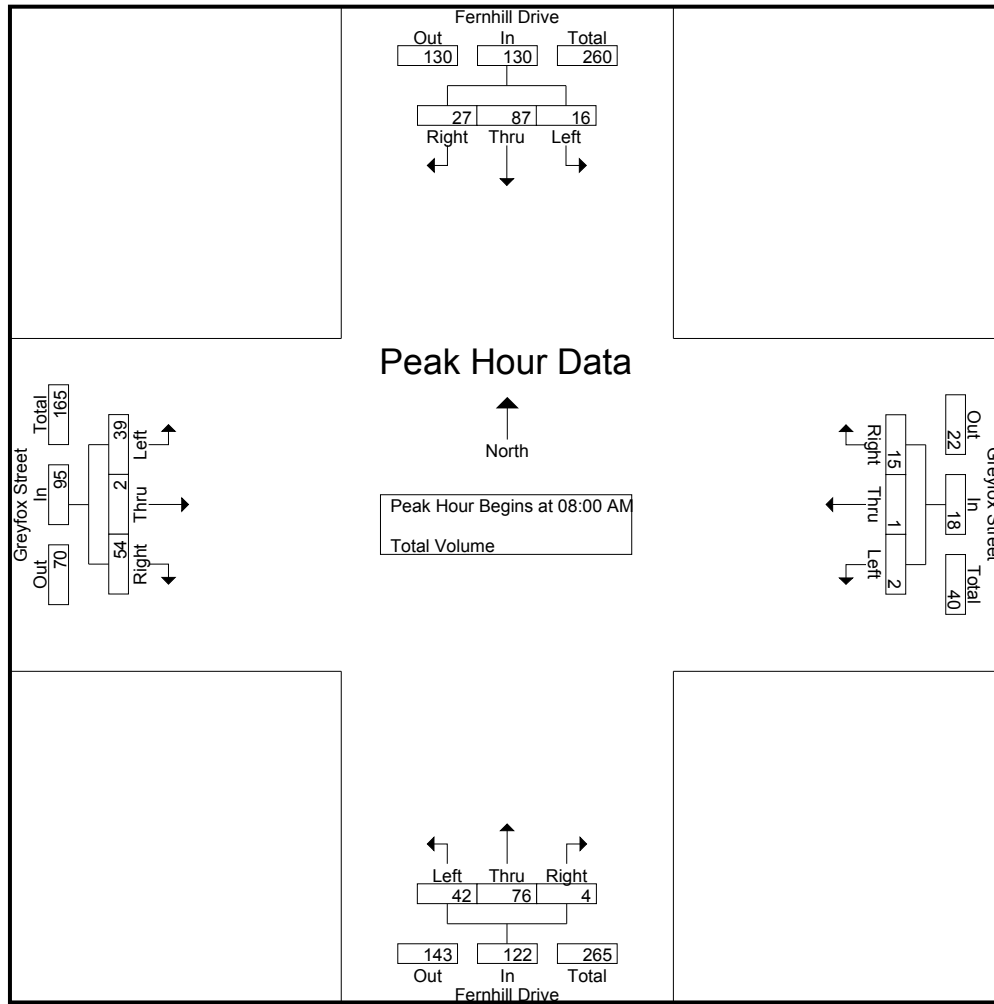 Fernhill Drive
Out In Total
130 130 260
27 87 16
Right Thru Left
Peak Hour Data
North
Peak Hour Begins at 08:00 AM
Total Volume
Greyfox Street
Total In Out
165 95 70
39 2 54
Left Thru Right
Greyfox Street
Out In Total
22 18 40
15 1 2
Right Thru Left
Left Thru Right
42 76 4
143 122 265
Out In Total
Fernhill Drive